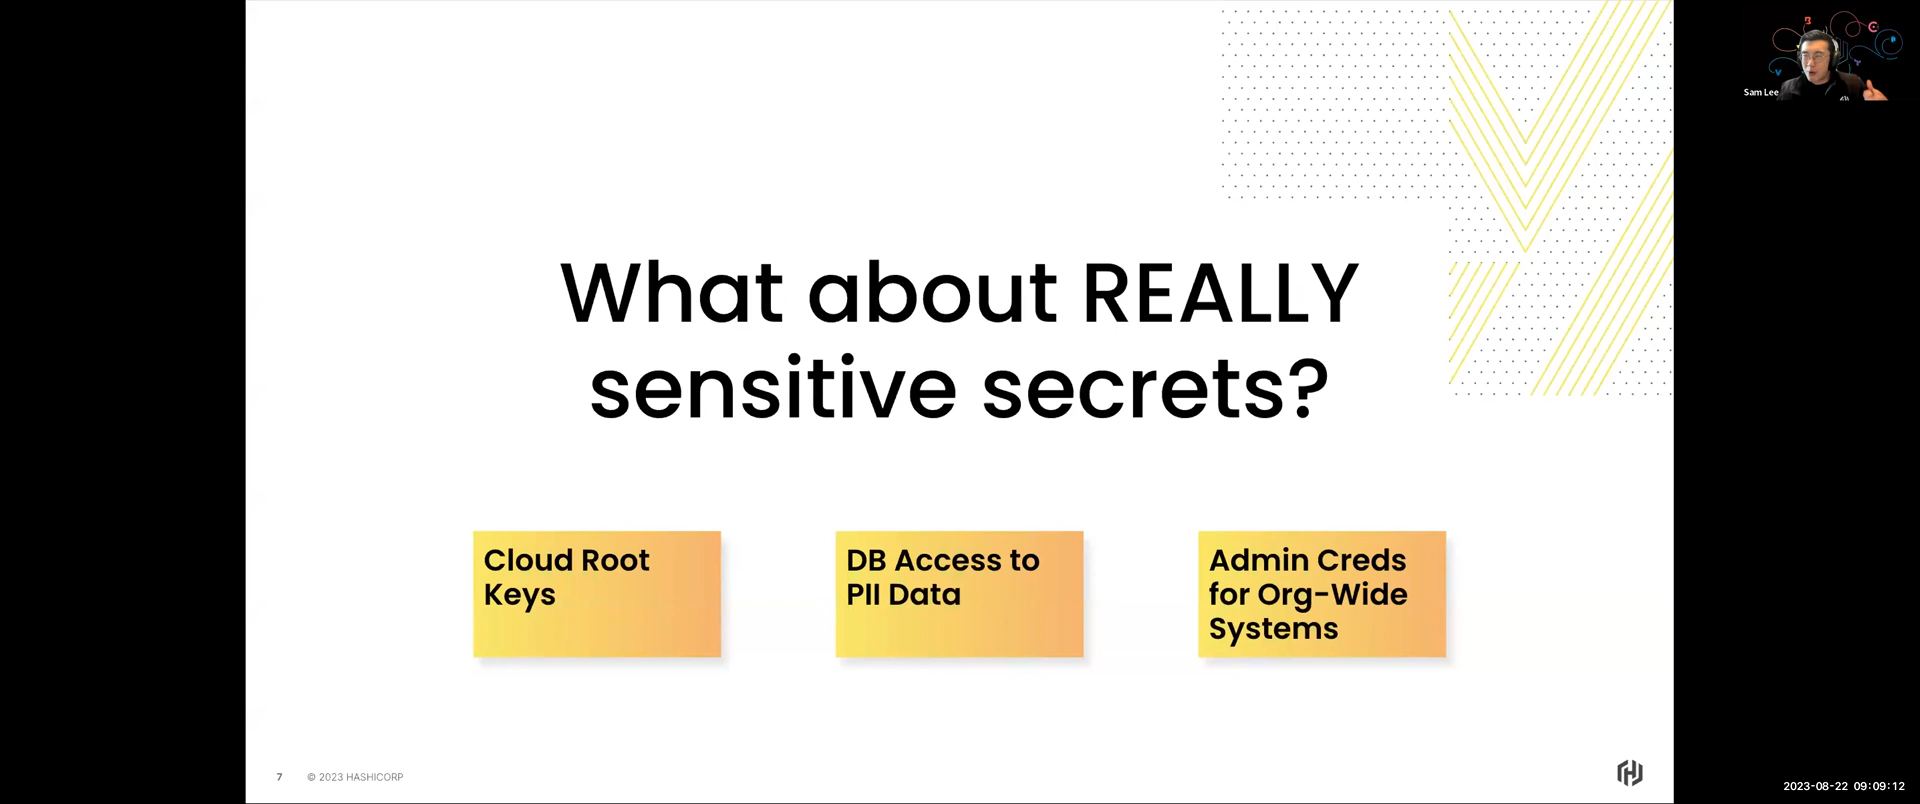 What about REALLY
sensitive secrets?
Cloud Root
Keys
DB Access to
PII Data
Admin Creds
for Org-Wide
Systems
7 © 2023 HASHICORP
Sam Lee
2023-08-22 09:09:12